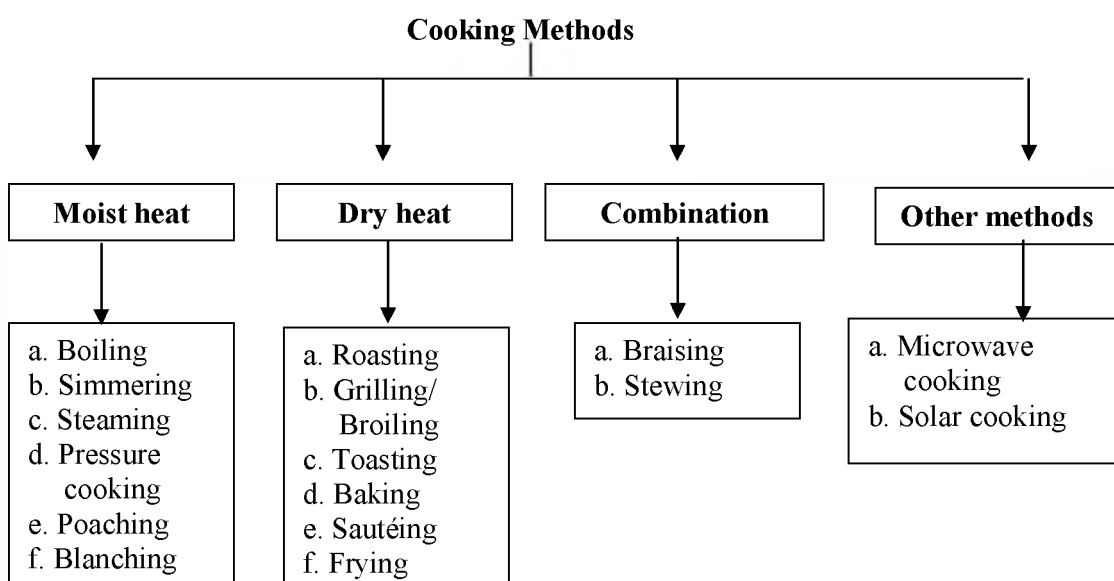 Cooking Methods
Moist heat
Dry heat
Combination
Other methods
a. Boiling
b. Simmering
c. Steaming
d. Pressure
cooking
e. Poaching
f. Blanching
a. Roasting
b. Grilling/
Broiling
c. Toasting
d. Baking
e. Sautéing
f. Frying
a. Braising
b. Stewing
a. Microwave
cooking
b. Solar cooking